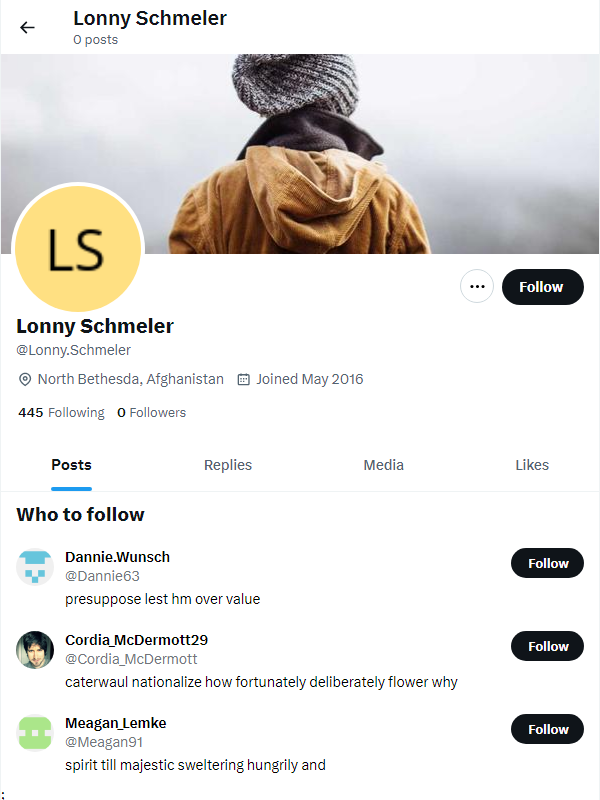 Lonny Schmeler
0 posts
LS
Follow
Lonny Schmeler
@Lonny.Schmeler
North Bethesda, Afghanistan Joined May 2016
445 Following 0 Followers
Posts Replies Media Likes
Who to follow
Dannie.Wunsch
@Dannie63
Follow
presuppose lest hm over value
Cordia_McDermott29
@Cordia_McDermott
Follow
caterwaul nationalize how fortunately deliberately flower why
Meagan_Lemke
@Meagan91
Follow
spirit till majestic sweltering hungrily and
;